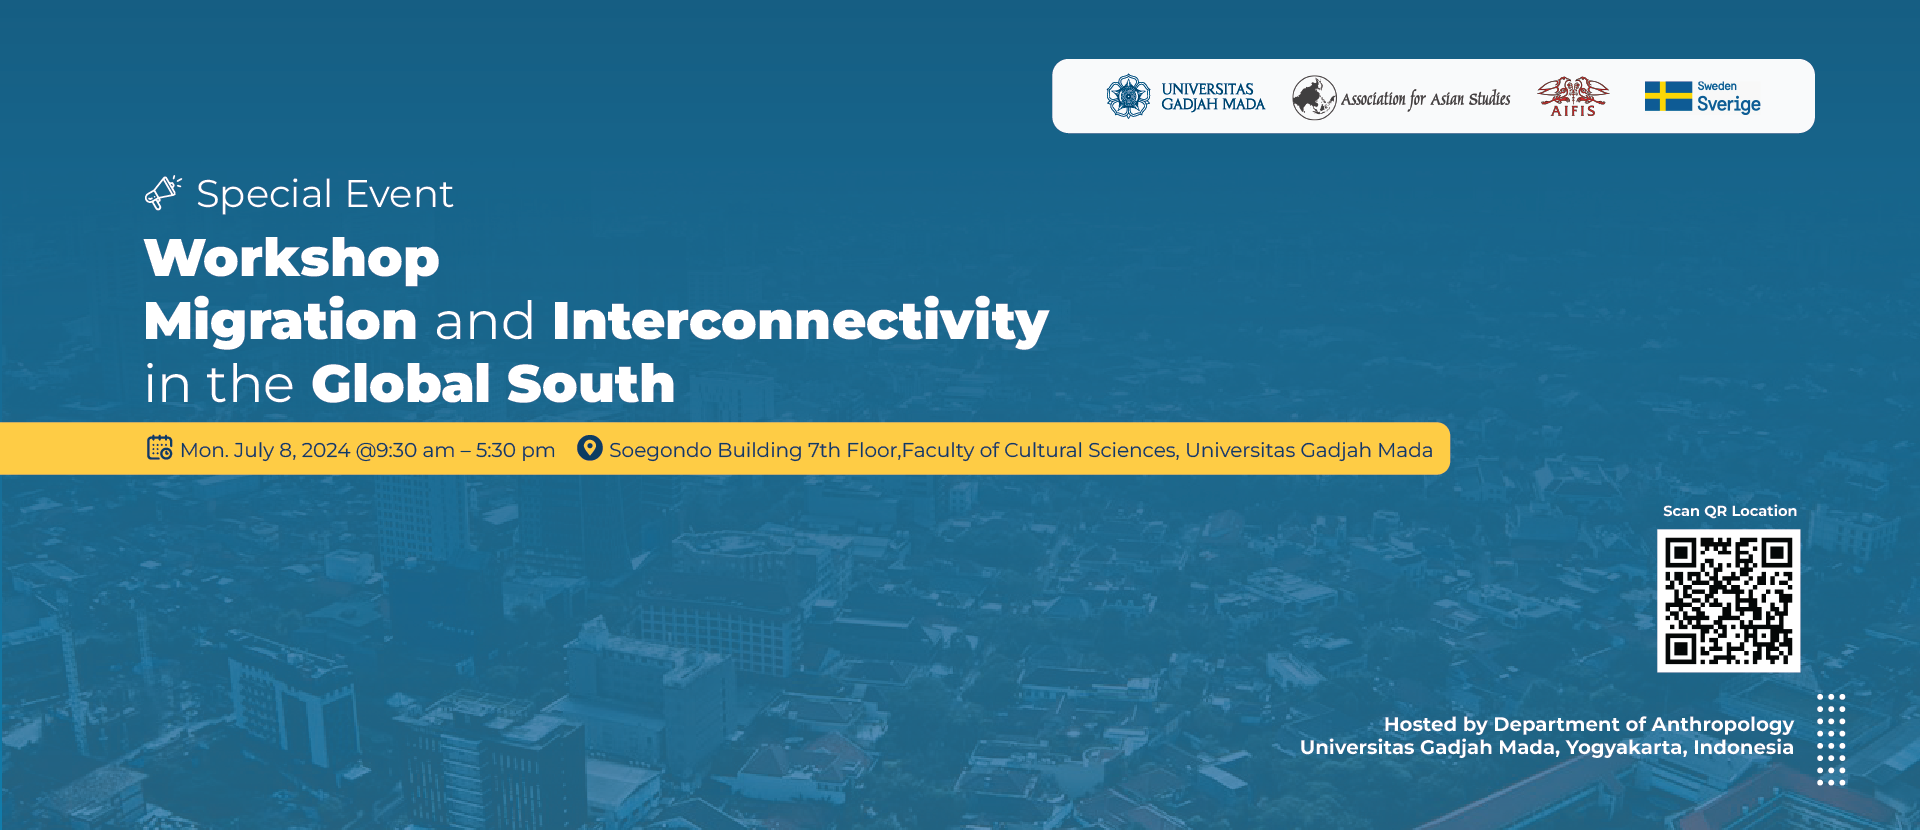 UNIVERSITAS
GADJAH MADA
Association for Asian Studies
AIFIS
Sweden
Sverige
Special Event
Workshop
Migration and Interconnectivity
in the Global South
Mon. July 8, 2024 @9:30 am – 5:30 pm
Soegondo Building 7th Floor,Faculty of Cultural Sciences, Universitas Gadjah Mada
Scan QR Location
Hosted by Department of Anthropology
Universitas Gadjah Mada, Yogyakarta, Indonesia